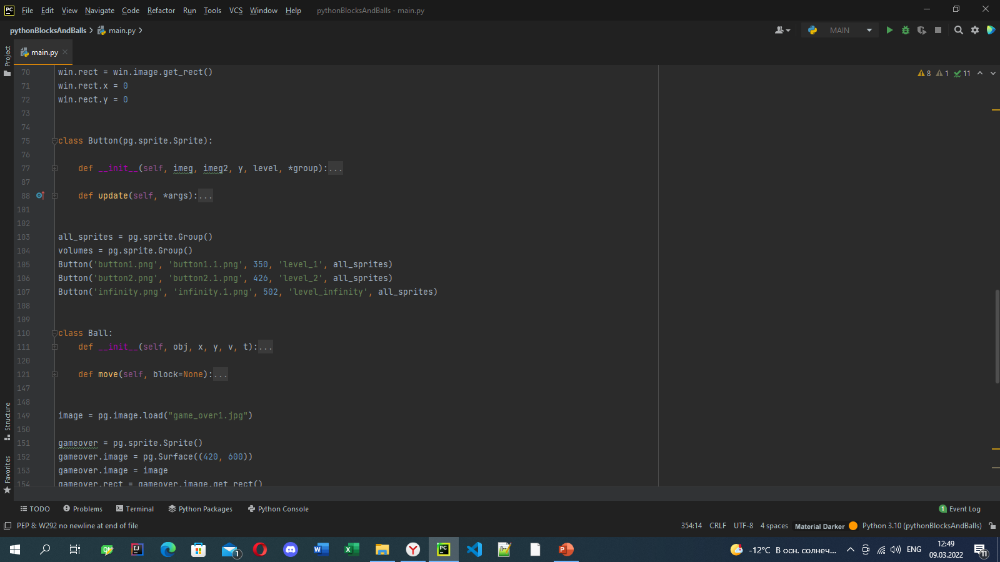 PC File Edit View Navigate Code Refactor Run Tools VCS Window Help pythonBlocksAndBalls - main.py
pythonBlocksAndBalls main.py MAIN
Project main.py
8 1 11
70 win.rect = win.image.get_rect()
71 win.rect.x = 0
72 win.rect.y = 0
73
74
75 class Button(pg.sprite.Sprite):
76
77 def __init__(self, imeg, imeg2, y, level, *group):...
87
88 def update(self, *args):...
101
102
103 all_sprites = pg.sprite.Group()
104 volumes = pg.sprite.Group()
105 Button('button1.png', 'button1.1.png', 350, 'level_1', all_sprites)
106 Button('button2.png', 'button2.1.png', 426, 'level_2', all_sprites)
107 Button('infinity.png', 'infinity.1.png', 502, 'level_infinity', all_sprites)
108
109
110 class Ball:
111 def __init__(self, obj, x, y, v, t):...
120
121 def move(self, block=None):...
147
148
149 image = pg.image.load("game_over1.jpg")
150
151 gameover = pg.sprite.Sprite()
152 gameover.image = pg.Surface((420, 600))
153 gameover.image = image
154 gameover.rect = gameover.image.get_rect()
Structure
Favorites
TODO Problems Terminal Python Packages Python Console 1 Event Log
PEP 8: W292 no newline at end of file 354:14 CRLF UTF-8 4 spaces Material Darker Python 3.10 (pythonBlocksAndBalls)
-12°C В осн. солнеч... ENG 12:49
09.03.2022 11